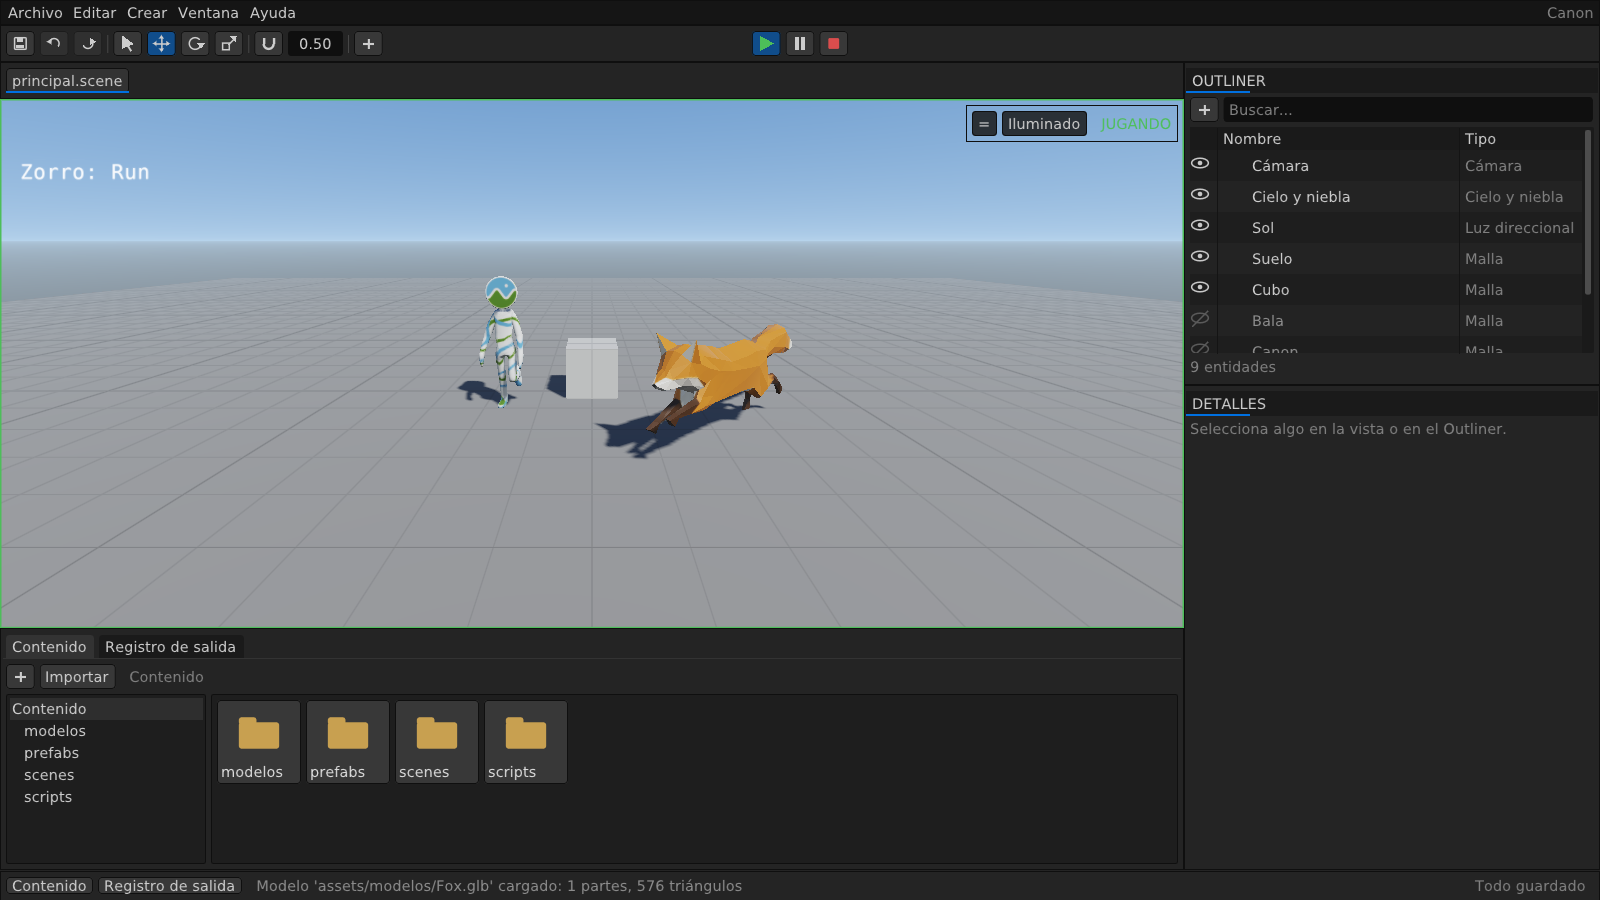 Archivo Editar Crear Ventana Ayuda
Canon
0.50
principal.scene
= Iluminado JUGANDO
Zorro: Run
OUTLINER
Buscar...
Nombre Tipo
Cámara Cámara
Cielo y niebla Cielo y niebla
Sol Luz direccional
Suelo Malla
Cubo Malla
Bala Malla
Canon Malla
9 entidades
DETALLES
Selecciona algo en la vista o en el Outliner.
Contenido Registro de salida
+ Importar Contenido
Contenido
modelos
prefabs
scenes
scripts
modelos prefabs scenes scripts
Contenido Registro de salida Modelo 'assets/modelos/Fox.glb' cargado: 1 partes, 576 triángulos
Todo guardado